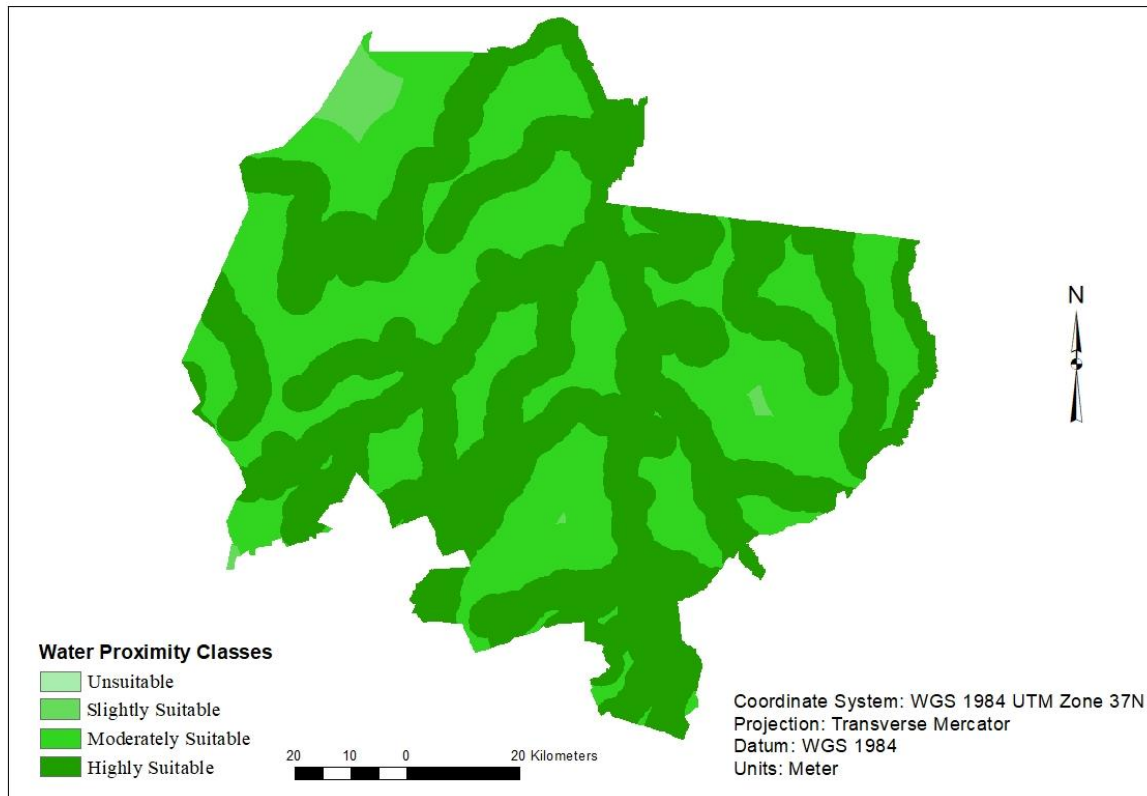 N
Water Proximity Classes
Unsuitable
Slightly Suitable
Moderately Suitable
Highly Suitable
20 10 0 20 Kilometers
Coordinate System: WGS 1984 UTM Zone 37N
Projection: Transverse Mercator
Datum: WGS 1984
Units: Meter